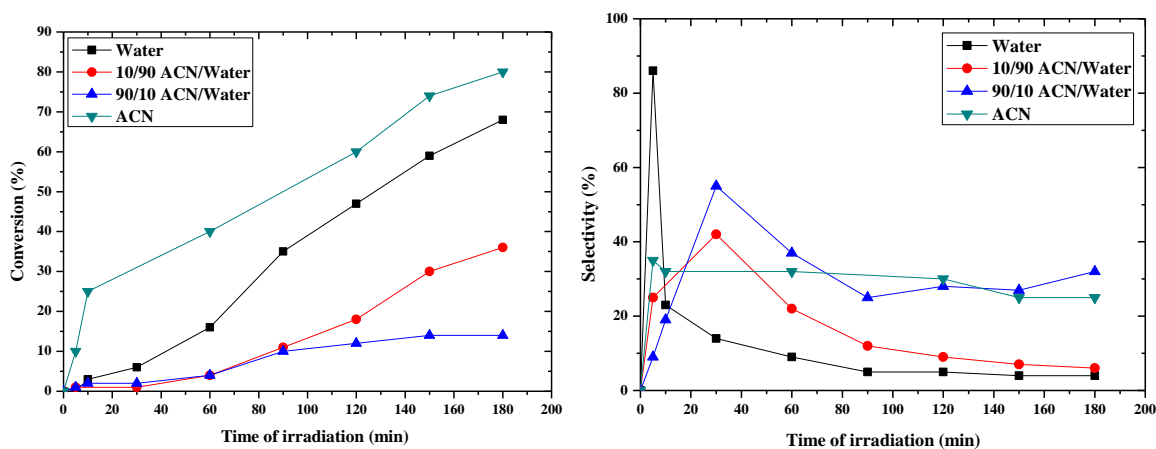 90
80
70
60
50
40
30
20
10
0
Conversion (%)
Water
10/90 ACN/Water
90/10 ACN/Water
ACN
0 20 40 60 80 100 120 140 160 180 200
Time of irradiation (min)
100
80
60
40
20
0
Selectivity (%)
Water
10/90 ACN/Water
90/10 ACN/Water
ACN
0 20 40 60 80 100 120 140 160 180 200
Time of irradiation (min)